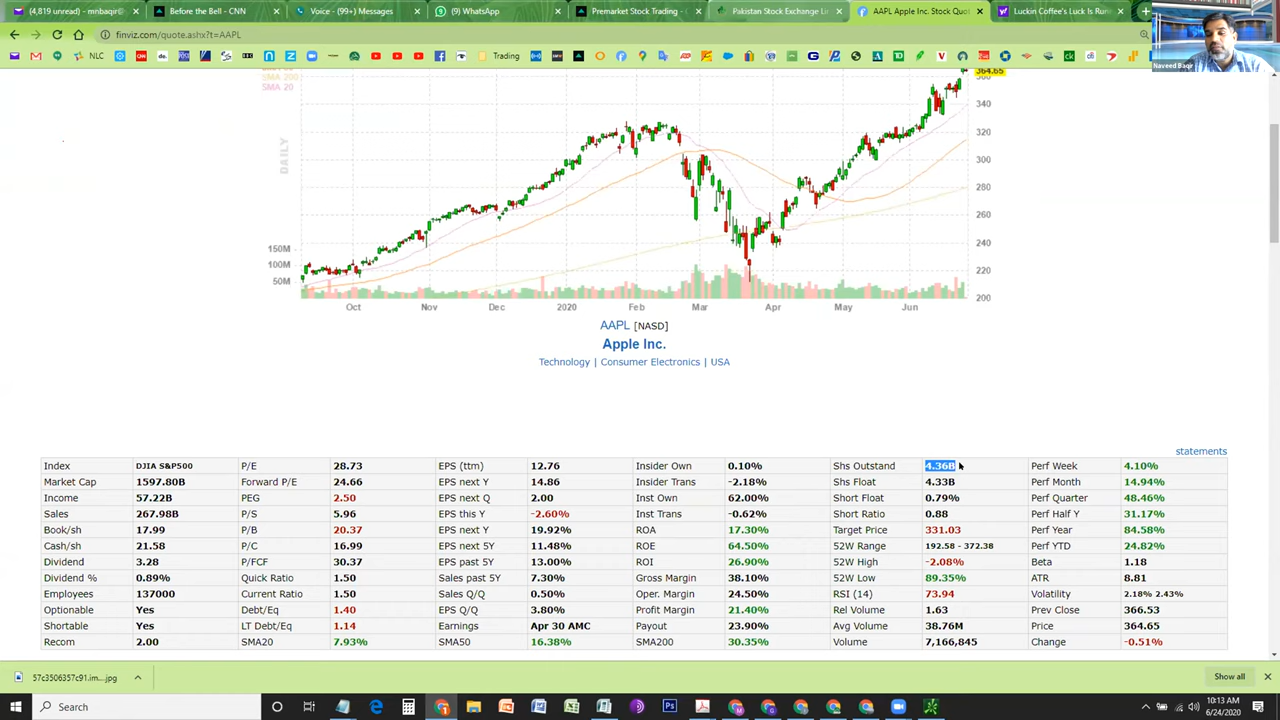 (4,819 unread) - mnbaqir@
Before the Bell - CNN
Voice - (99+) Messages
(9) WhatsApp
Premarket Stock Trading -
Pakistan Stock Exchange Li
AAPL Apple Inc. Stock Quot
Luckin Coffee's Luck Is Run
finviz.com/quote.ashx?t=AAPL
NLC
Trading
Naveed Baqir
SMA 200
SMA 20
DAILY
364.65
360
340
320
300
280
260
240
220
200
150M
100M
50M
Oct Nov Dec 2020 Feb Mar Apr May Jun
AAPL [NASD]
Apple Inc.
Technology | Consumer Electronics | USA
statements
Index DJIA S&P500 P/E 28.73 EPS (ttm) 12.76 Insider Own 0.10% Shs Outstand 4.36B Perf Week 4.10%
Market Cap 1597.80B Forward P/E 24.66 EPS next Y 14.86 Insider Trans -2.18% Shs Float 4.33B Perf Month 14.94%
Income 57.22B PEG 2.50 EPS next Q 2.00 Inst Own 62.00% Short Float 0.79% Perf Quarter 48.46%
Sales 267.98B P/S 5.96 EPS this Y -2.60% Inst Trans -0.62% Short Ratio 0.88 Perf Half Y 31.17%
Book/sh 17.99 P/B 20.37 EPS next Y 19.92% ROA 17.30% Target Price 331.03 Perf Year 84.58%
Cash/sh 21.58 P/C 16.99 EPS next 5Y 11.48% ROE 64.50% 52W Range 192.58 - 372.38 Perf YTD 24.82%
Dividend 3.28 P/FCF 30.37 EPS past 5Y 13.00% ROI 26.90% 52W High -2.08% Beta 1.18
Dividend % 0.89% Quick Ratio 1.50 Sales past 5Y 7.30% Gross Margin 38.10% 52W Low 89.35% ATR 8.81
Employees 137000 Current Ratio 1.50 Sales Q/Q 0.50% Oper. Margin 24.50% RSI (14) 73.94 Volatility 2.18% 2.43%
Optionable Yes Debt/Eq 1.40 EPS Q/Q 3.80% Profit Margin 21.40% Rel Volume 1.63 Prev Close 366.53
Shortable Yes LT Debt/Eq 1.14 Earnings Apr 30 AMC Payout 23.90% Avg Volume 38.76M Price 364.65
Recom 2.00 SMA20 7.93% SMA50 16.38% SMA200 30.35% Volume 7,166,845 Change -0.51%
57c3506357c91.im....jpg
Show all
Search
10:13 AM
6/24/2020